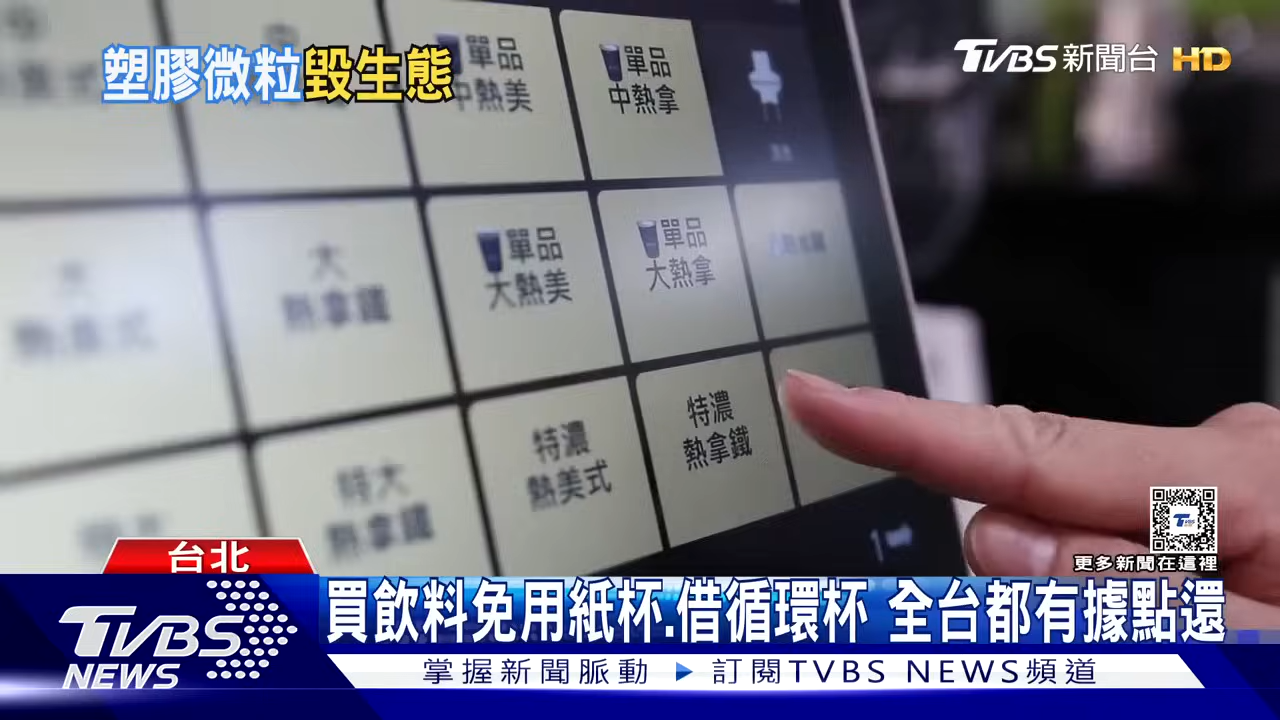 塑膠微粒毀生態
TVBS新聞台 HD
單品
中熱美
單品
中熱拿
大
熱拿鐵
單品
大熱美
單品
大熱拿
特大
熱拿鐵
特濃
熱美式
特濃
熱拿鐵
TVBS
更多新聞在這裡
台北
買飲料免用紙杯.借循環杯 全台都有據點還
TVBS
NEWS
掌握新聞脈動 ▶ 訂閱TVBS NEWS頻道